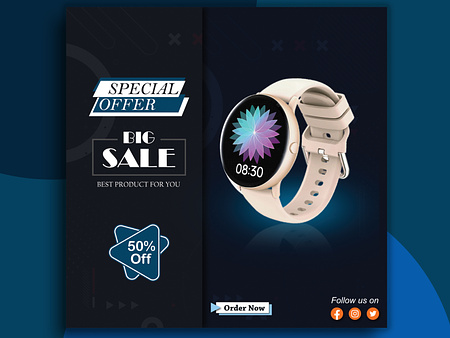 SPECIAL
OFFER
BIG
SALE
BEST PRODUCT FOR YOU
50%
Off
08:30
Order Now
Follow us on